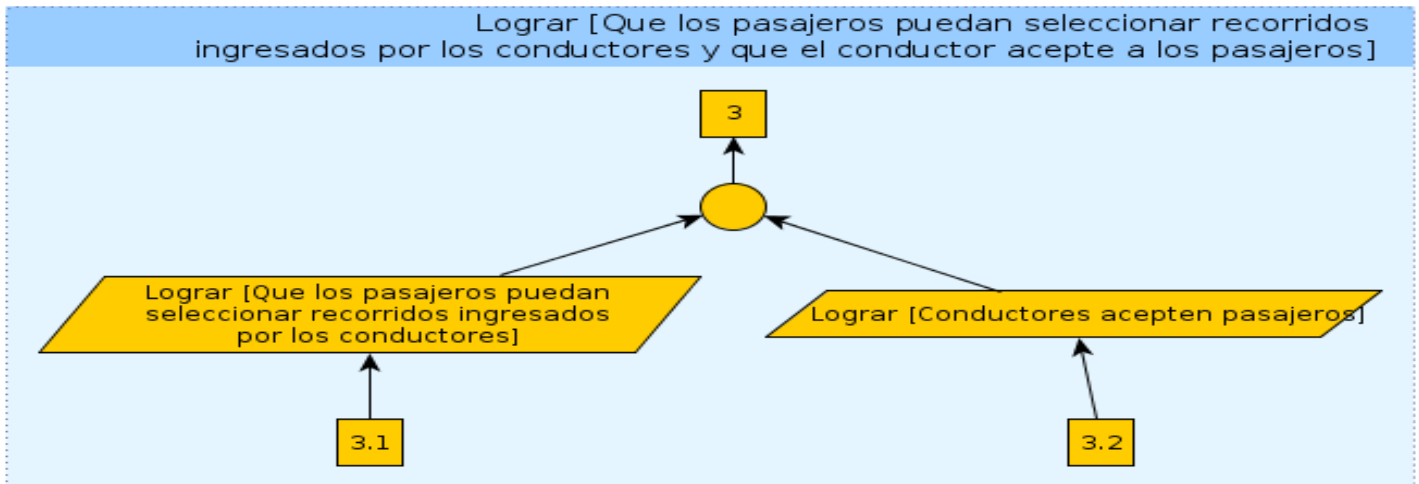 Lograr [Que los pasajeros puedan seleccionar recorridos
ingresados por los conductores y que el conductor acepte a los pasajeros]
3
Lograr [Que los pasajeros puedan
seleccionar recorridos ingresados
por los conductores]
Lograr [Conductores acepten pasajeros]
3.1
3.2